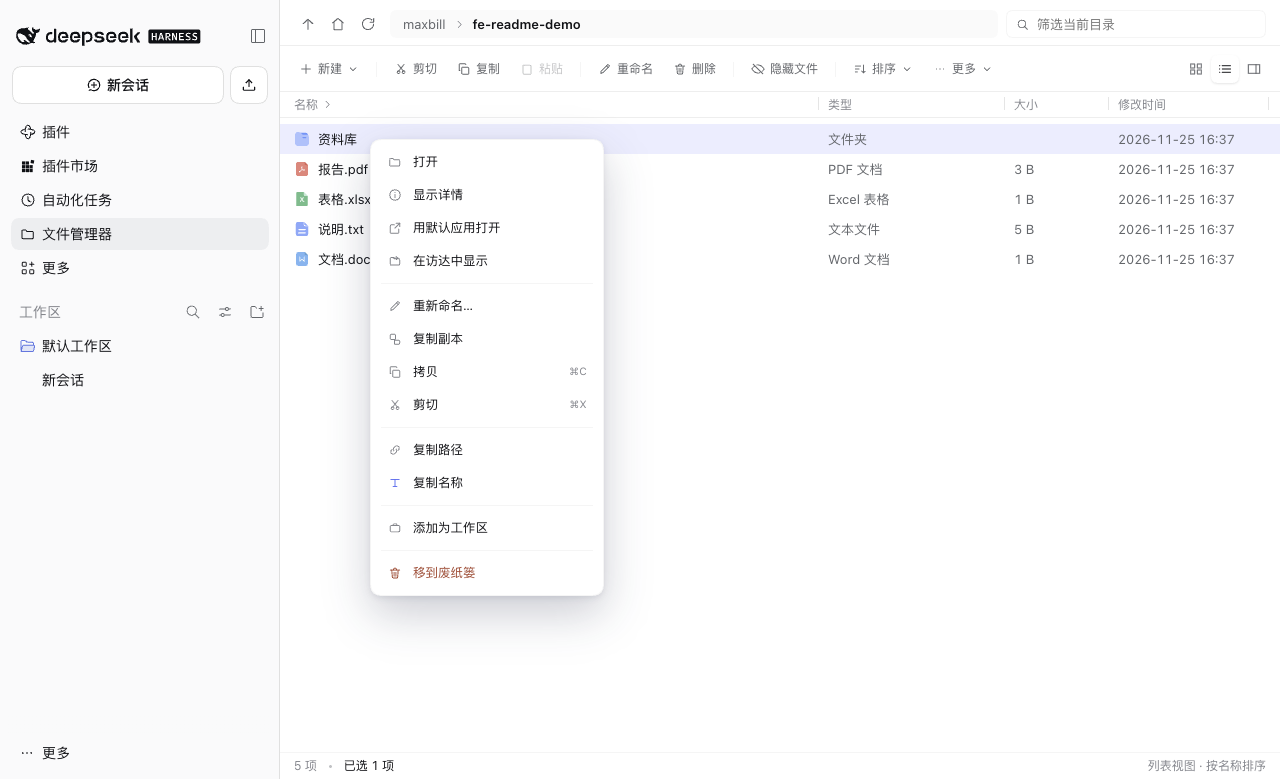 deepseek HARNESS
新会话
插件
插件市场
自动化任务
文件管理器
更多
工作区
默认工作区
新会话
更多
maxbill > fe-readme-demo
筛选当前目录
新建 剪切 复制 粘贴 重命名 删除 隐藏文件 排序 更多
名称 类型 大小 修改时间
资料库 文件夹 2026-11-25 16:37
报告.pdf PDF 文档 3 B 2026-11-25 16:37
表格.xlsx Excel 表格 1 B 2026-11-25 16:37
说明.txt 文本文件 5 B 2026-11-25 16:37
文档.doc Word 文档 1 B 2026-11-25 16:37
打开
显示详情
用默认应用打开
在访达中显示
重新命名...
复制副本
拷贝 ⌘C
剪切 ⌘X
复制路径
复制名称
添加为工作区
移到废纸篓
5 项 • 已选 1 项
列表视图 · 按名称排序